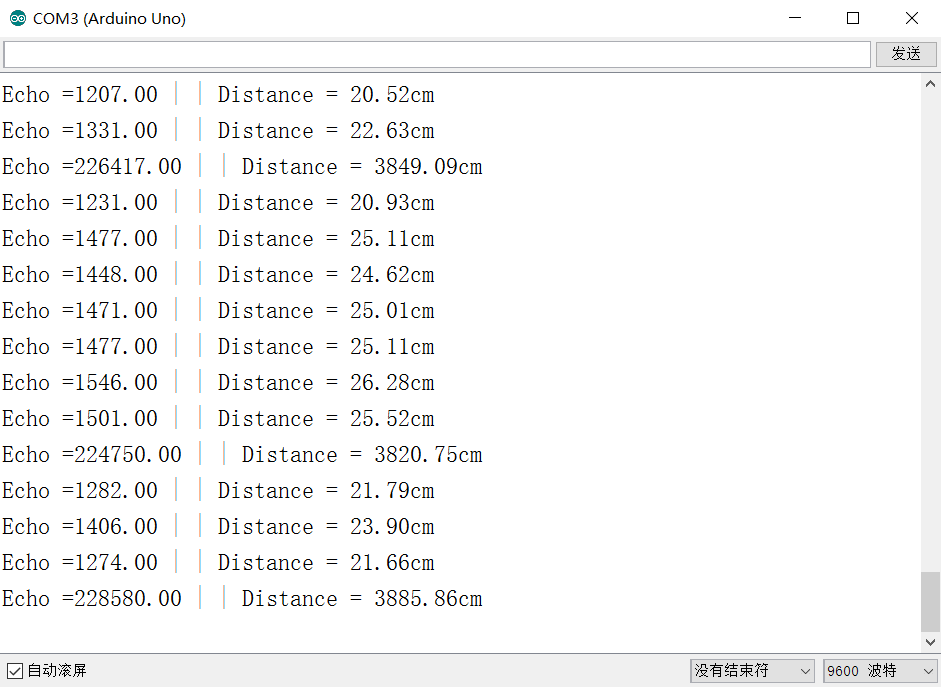 COM3 (Arduino Uno)
发送
Echo =1207.00 | | Distance = 20.52cm
Echo =1331.00 | | Distance = 22.63cm
Echo =226417.00 | | Distance = 3849.09cm
Echo =1231.00 | | Distance = 20.93cm
Echo =1477.00 | | Distance = 25.11cm
Echo =1448.00 | | Distance = 24.62cm
Echo =1471.00 | | Distance = 25.01cm
Echo =1477.00 | | Distance = 25.11cm
Echo =1546.00 | | Distance = 26.28cm
Echo =1501.00 | | Distance = 25.52cm
Echo =224750.00 | | Distance = 3820.75cm
Echo =1282.00 | | Distance = 21.79cm
Echo =1406.00 | | Distance = 23.90cm
Echo =1274.00 | | Distance = 21.66cm
Echo =228580.00 | | Distance = 3885.86cm
自动滚屏 没有结束符 9600 波特